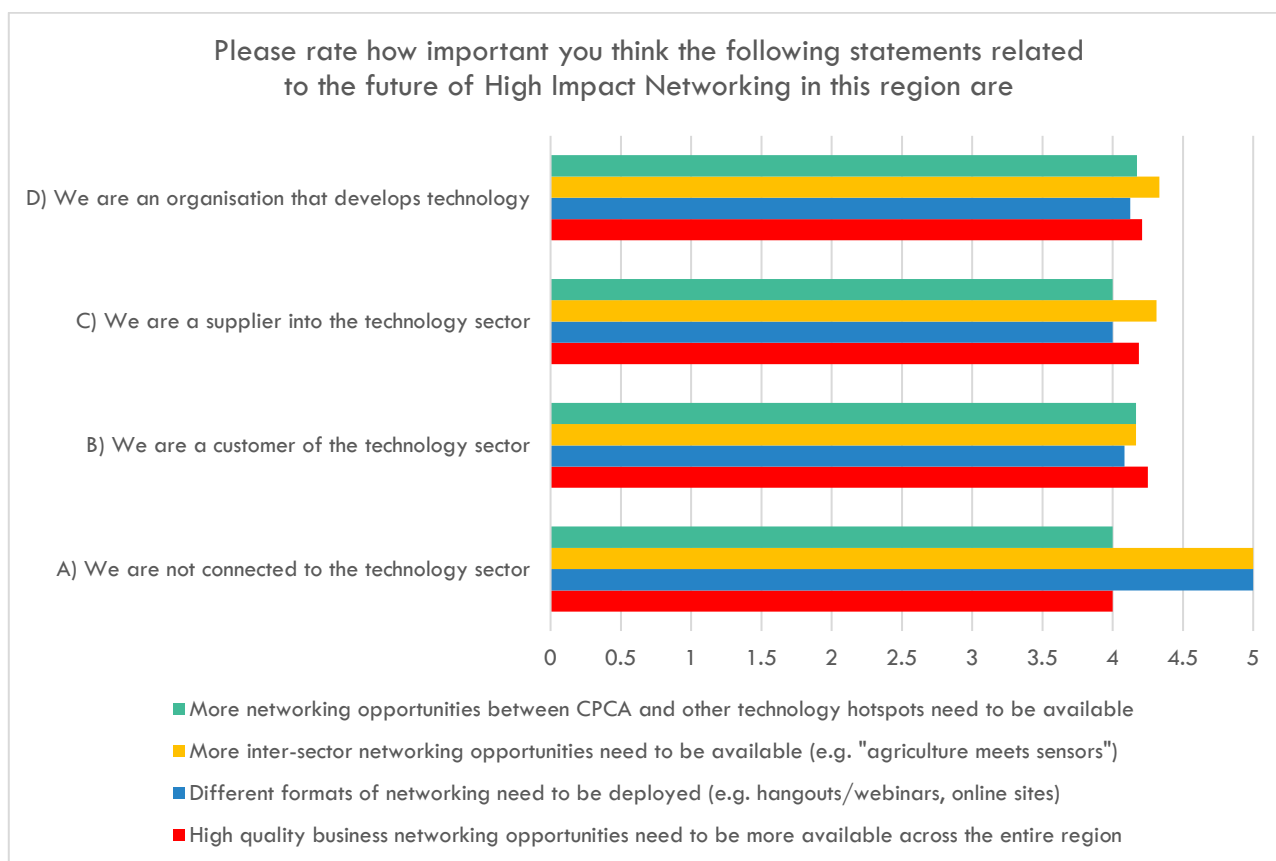 Please rate how important you think the following statements related
to the future of High Impact Networking in this region are
D) We are an organisation that develops technology
C) We are a supplier into the technology sector
B) We are a customer of the technology sector
A) We are not connected to the technology sector
0 0.5 1 1.5 2 2.5 3 3.5 4 4.5 5
More networking opportunities between CPCA and other technology hotspots need to be available
More inter-sector networking opportunities need to be available (e.g. "agriculture meets sensors")
Different formats of networking need to be deployed (e.g. hangouts/webinars, online sites)
High quality business networking opportunities need to be more available across the entire region